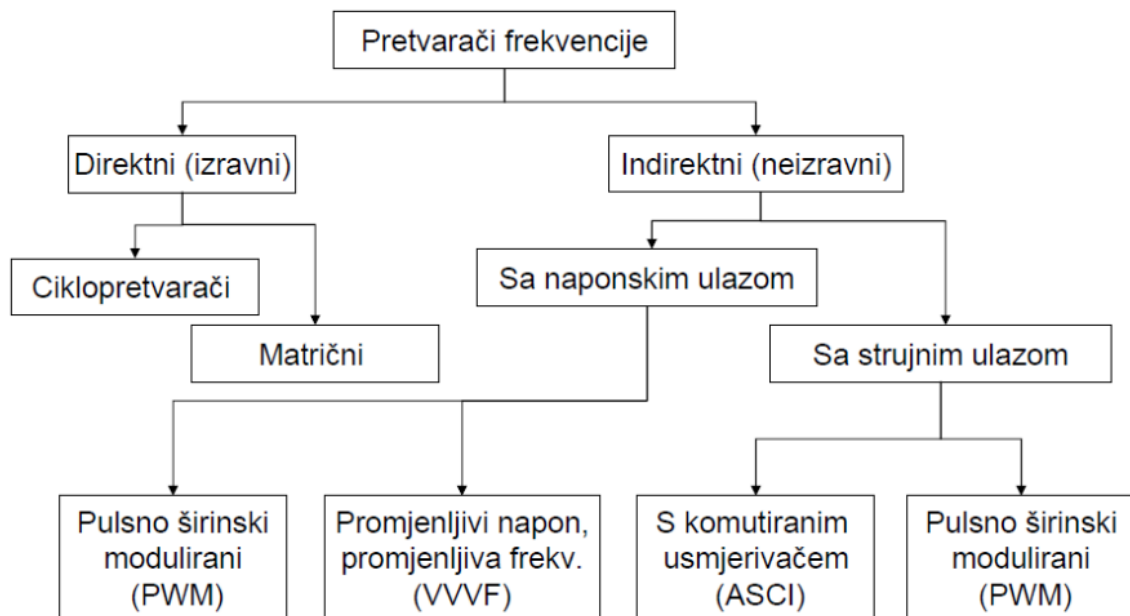 Pretvarači frekvencije
Direktni (izravni)
Indirektni (neizravni)
Ciklopretvarači
Sa naponskim ulazom
Matrični
Sa strujnim ulazom
Pulsno širinski
modulirani
(PWM)
Promjenljivi napon,
promjenljiva frekv.
(VVVF)
S komutiranim
usmjerivačem
(ASCI)
Pulsno širinski
modulirani
(PWM)